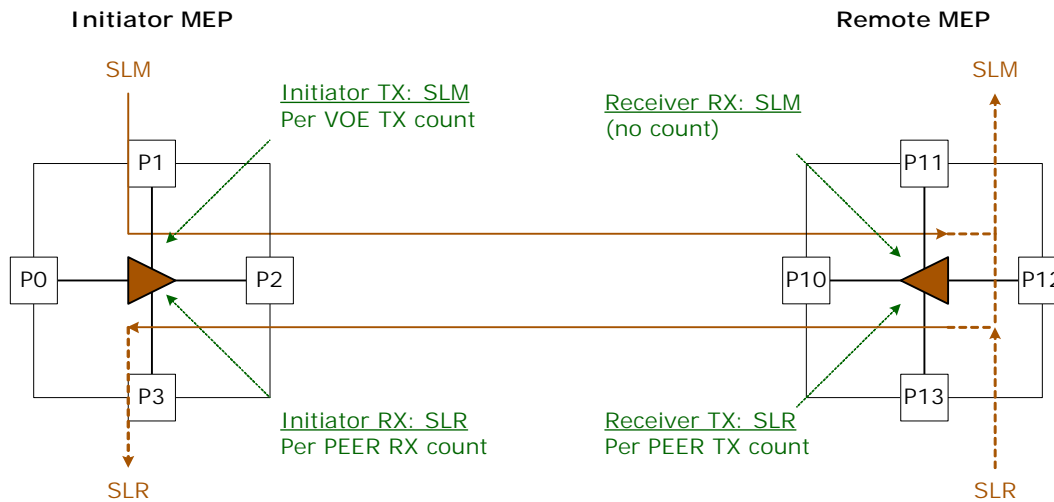 Initiator MEP
Remote MEP
SLM
SLM
Initiator TX: SLM
Per VOE TX count
Receiver RX: SLM
(no count)
P1
P11
P0
P2
P10
P12
P3
P13
Initiator RX: SLR
Per PEER RX count
Receiver TX: SLR
Per PEER TX count
SLR
SLR